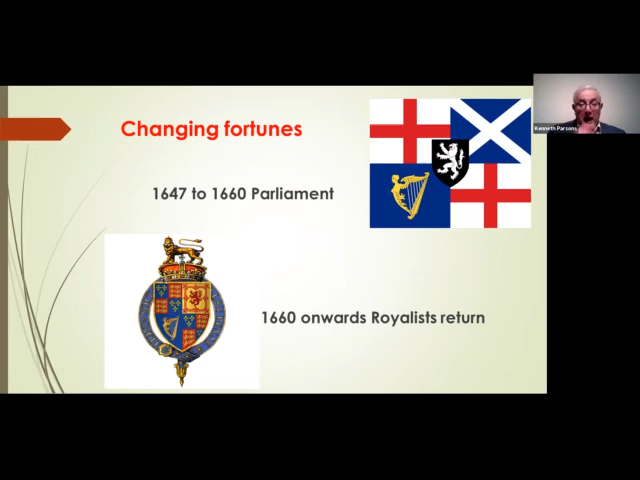 Changing fortunes
Kenneth Parsons
1647 to 1660 Parliament
1660 onwards Royalists return